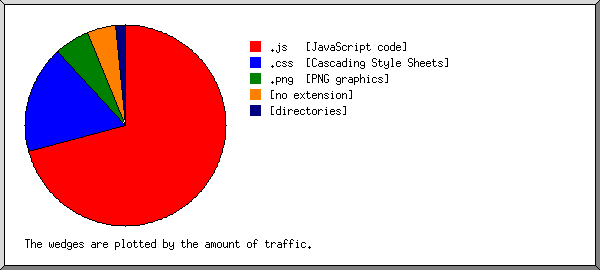 .js [JavaScript code]
.css [Cascading Style Sheets]
.png [PNG graphics]
[no extension]
[directories]
The wedges are plotted by the amount of traffic.